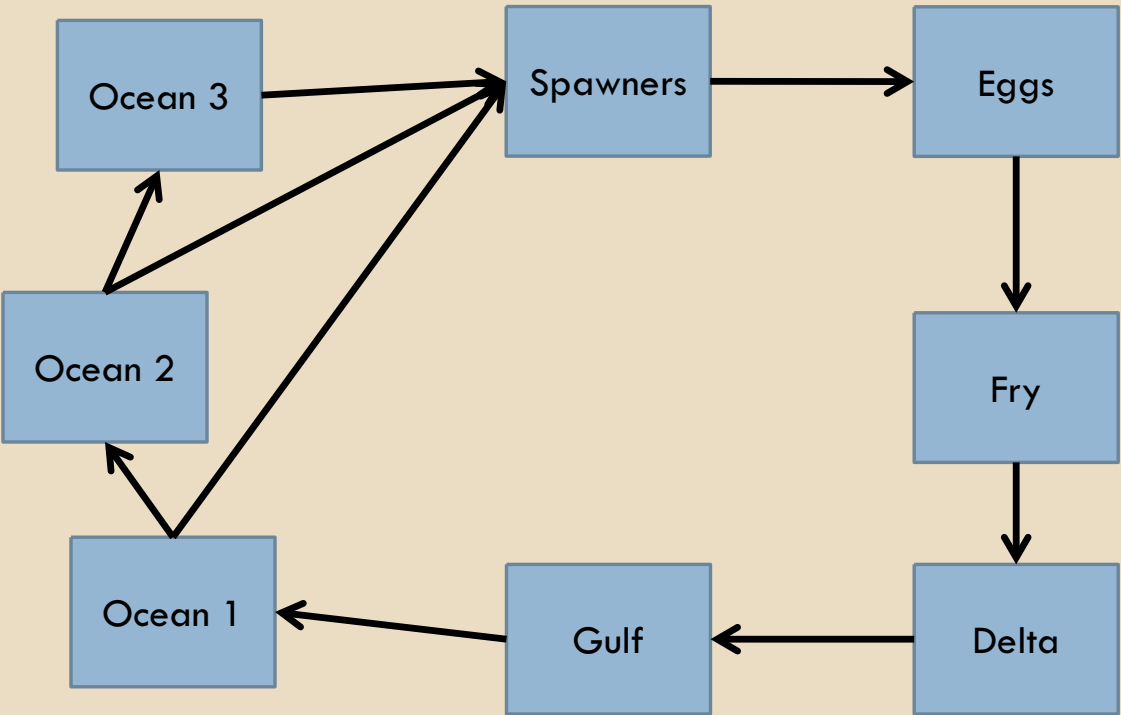 Ocean 3
Spawners
Eggs
Ocean 2
Fry
Ocean 1
Gulf
Delta